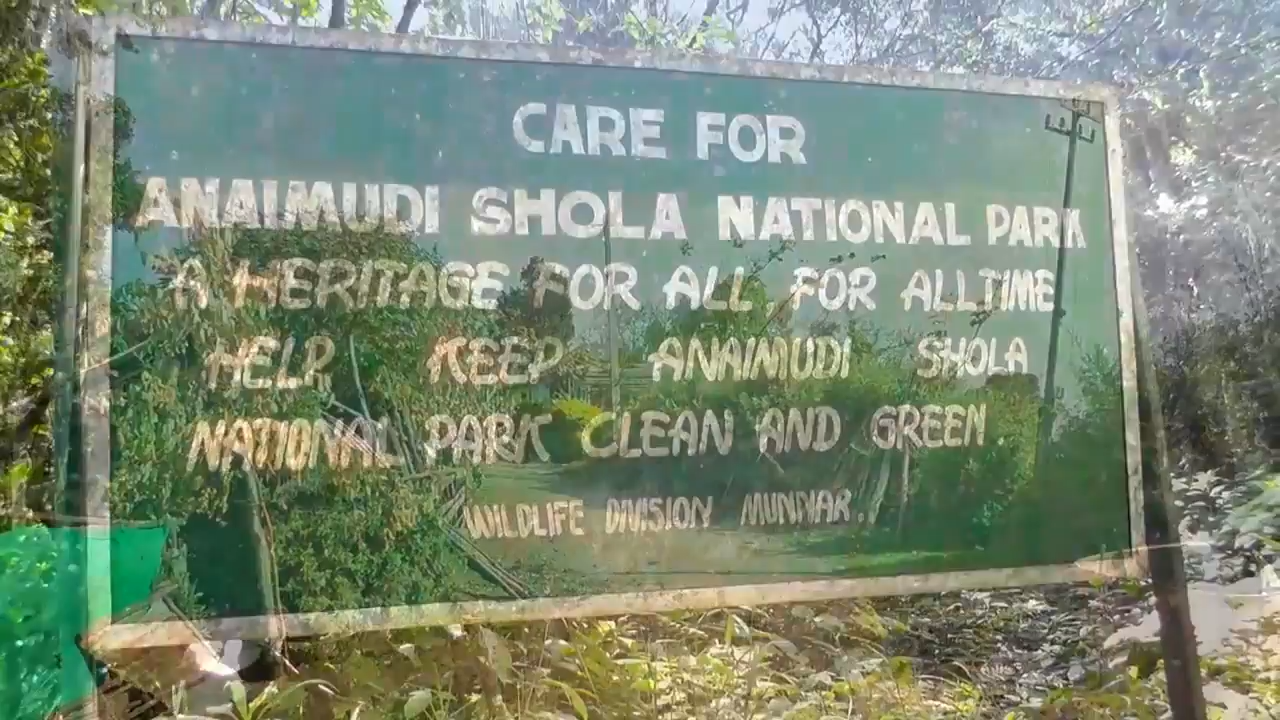 CARE FOR
ANAIMUDI SHOLA NATIONAL PARK
A HERITAGE FOR ALL FOR ALLTIME
HELP KEEP ANAIMUDI SHOLA
NATIONAL PARK CLEAN AND GREEN
WILDLIFE DIVISION MUNNAR.